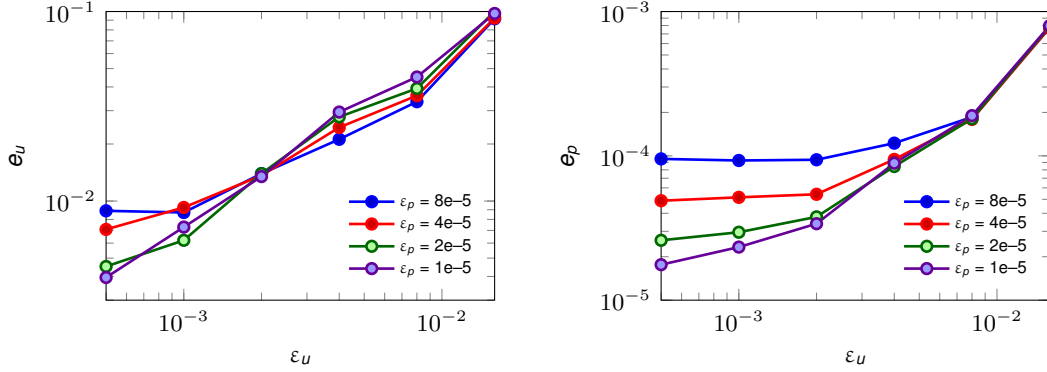 10⁻¹
10⁻²
e_u
ε_p = 8e–5
ε_p = 4e–5
ε_p = 2e–5
ε_p = 1e–5
10⁻³
10⁻²
ε_u
10⁻³
10⁻⁴
10⁻⁵
e_p
ε_p = 8e–5
ε_p = 4e–5
ε_p = 2e–5
ε_p = 1e–5
10⁻³
10⁻²
ε_u